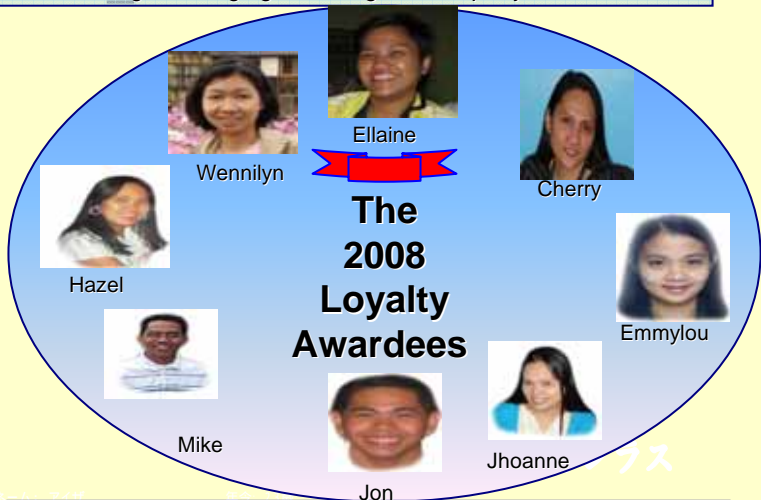 Ellaine
Wennilyn
Cherry
The
2008
Loyalty
Awardees
Hazel
Emmylou
Mike
Jhoanne
Jon